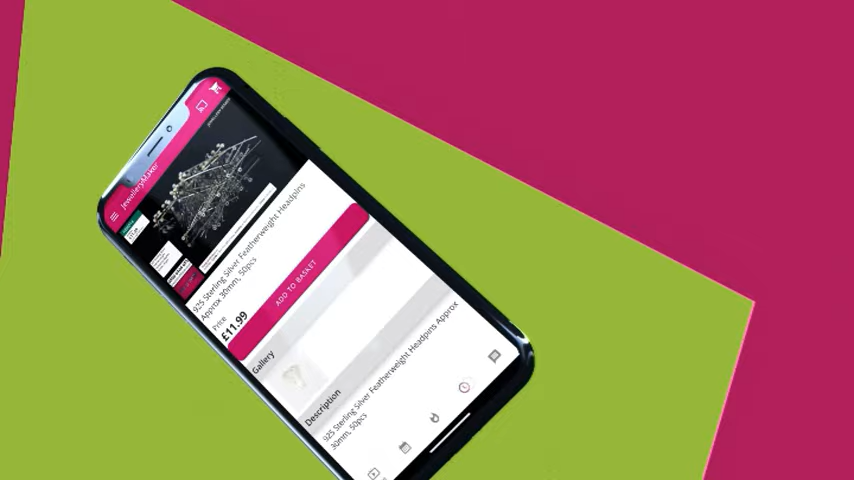 JewelleryMaker
925 Sterling Silver Featherweight Headpins
Approx 30mm, 50pcs
Price
£11.99
ADD TO BASKET
Gallery
Description
925 Sterling Silver Featherweight Headpins Approx
30mm, 50pcs